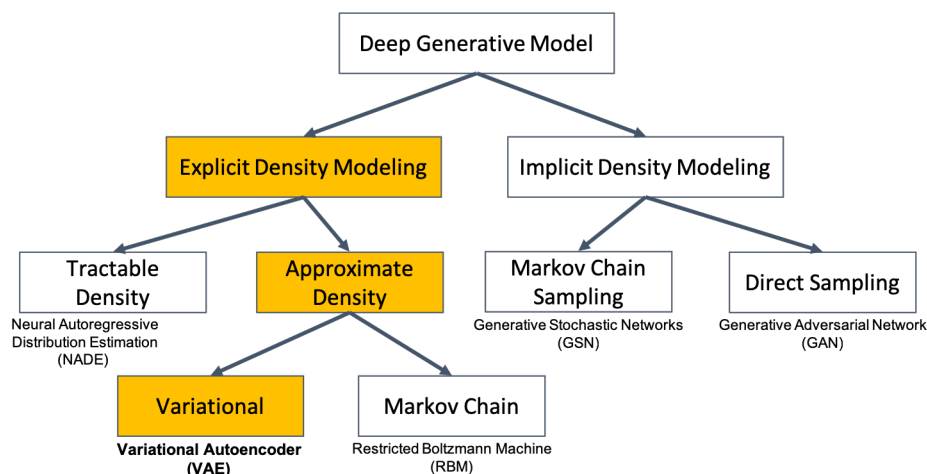 Deep Generative Model
Explicit Density Modeling
Implicit Density Modeling
Tractable
Density
Neural Autoregressive
Distribution Estimation
(NADE)
Approximate
Density
Markov Chain
Sampling
Generative Stochastic Networks
(GSN)
Direct Sampling
Generative Adversarial Network
(GAN)
Variational
Variational Autoencoder
(VAE)
Markov Chain
Restricted Boltzmann Machine
(RBM)